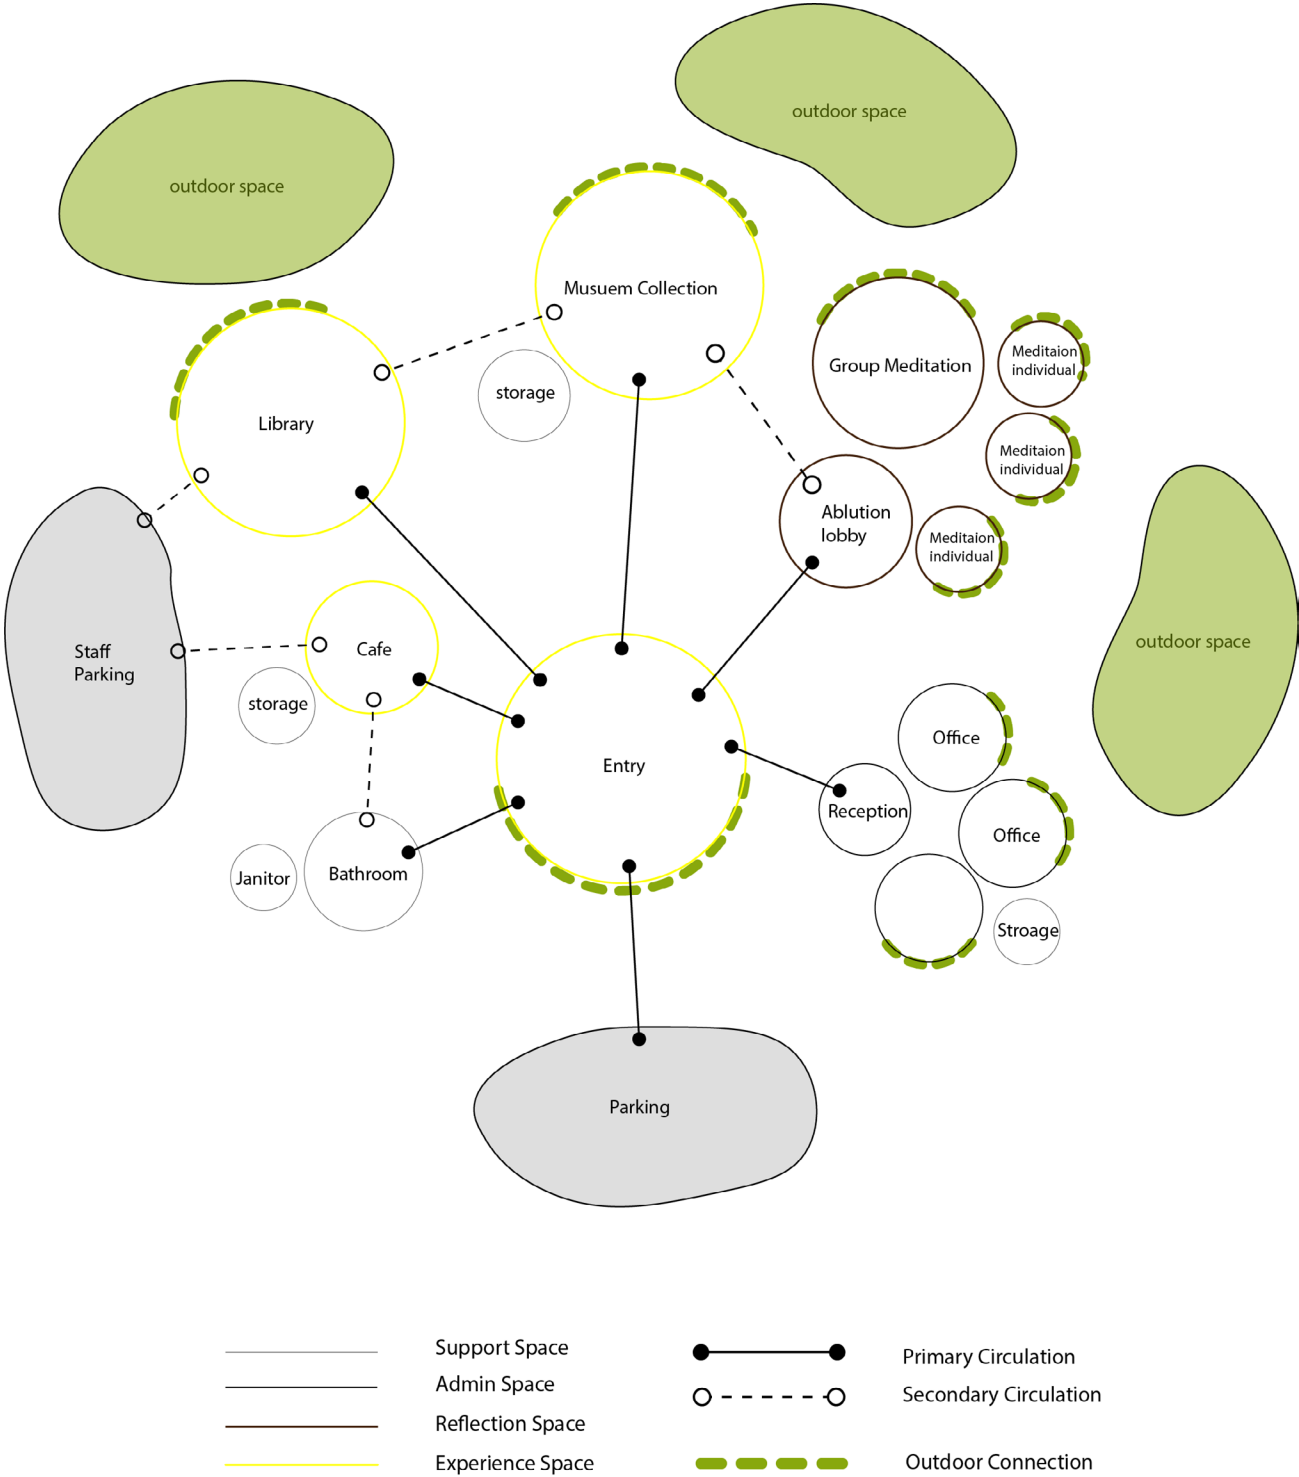 outdoor space
outdoor space
Musuem Collection
Group Meditation
Meditaion
individual
storage
Library
Meditaion
individual
Ablution
lobby
Meditaion
individual
outdoor space
Staff
Parking
Cafe
storage
Entry
Office
Reception
Office
Janitor
Bathroom
Stroage
Parking
Support Space
Admin Space
Reflection Space
Experience Space
Primary Circulation
Secondary Circulation
Outdoor Connection